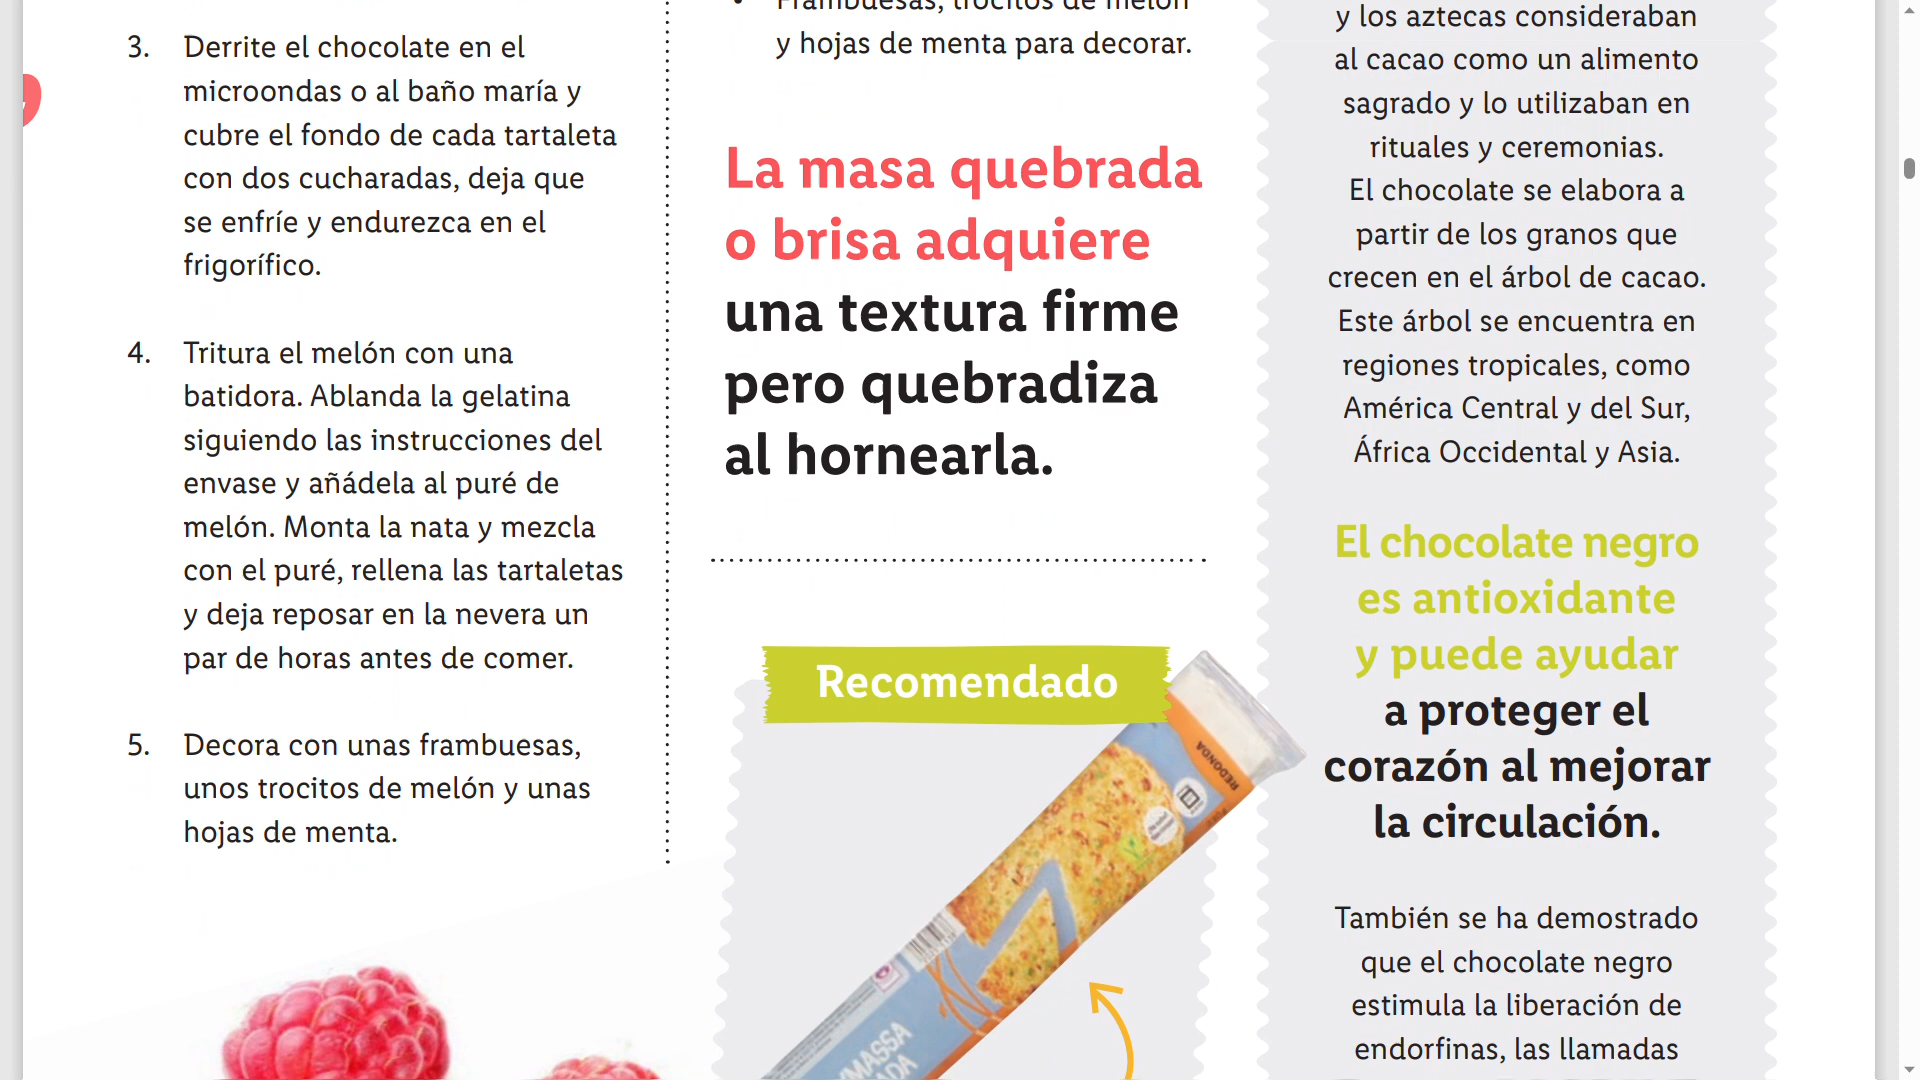 3. Derrite el chocolate en el
microondas o al baño maría y
cubre el fondo de cada tartaleta
con dos cucharadas, deja que
se enfríe y endurezca en el
frigorífico.
4. Tritura el melón con una
batidora. Ablanda la gelatina
siguiendo las instrucciones del
envase y añádela al puré de
melón. Monta la nata y mezcla
con el puré, rellena las tartaletas
y deja reposar en la nevera un
par de horas antes de comer.
5. Decora con unas frambuesas,
unos trocitos de melón y unas
hojas de menta.
• Frambuesas, trocitos de melón
y hojas de menta para decorar.
La masa quebrada
o brisa adquiere
una textura firme
pero quebradiza
al hornearla.
Recomendado
REDONDA
y los aztecas consideraban
al cacao como un alimento
sagrado y lo utilizaban en
rituales y ceremonias.
El chocolate se elabora a
partir de los granos que
crecen en el árbol de cacao.
Este árbol se encuentra en
regiones tropicales, como
América Central y del Sur,
África Occidental y Asia.
El chocolate negro
es antioxidante
y puede ayudar
a proteger el
corazón al mejorar
la circulación.
También se ha demostrado
que el chocolate negro
estimula la liberación de
endorfinas, las llamadas